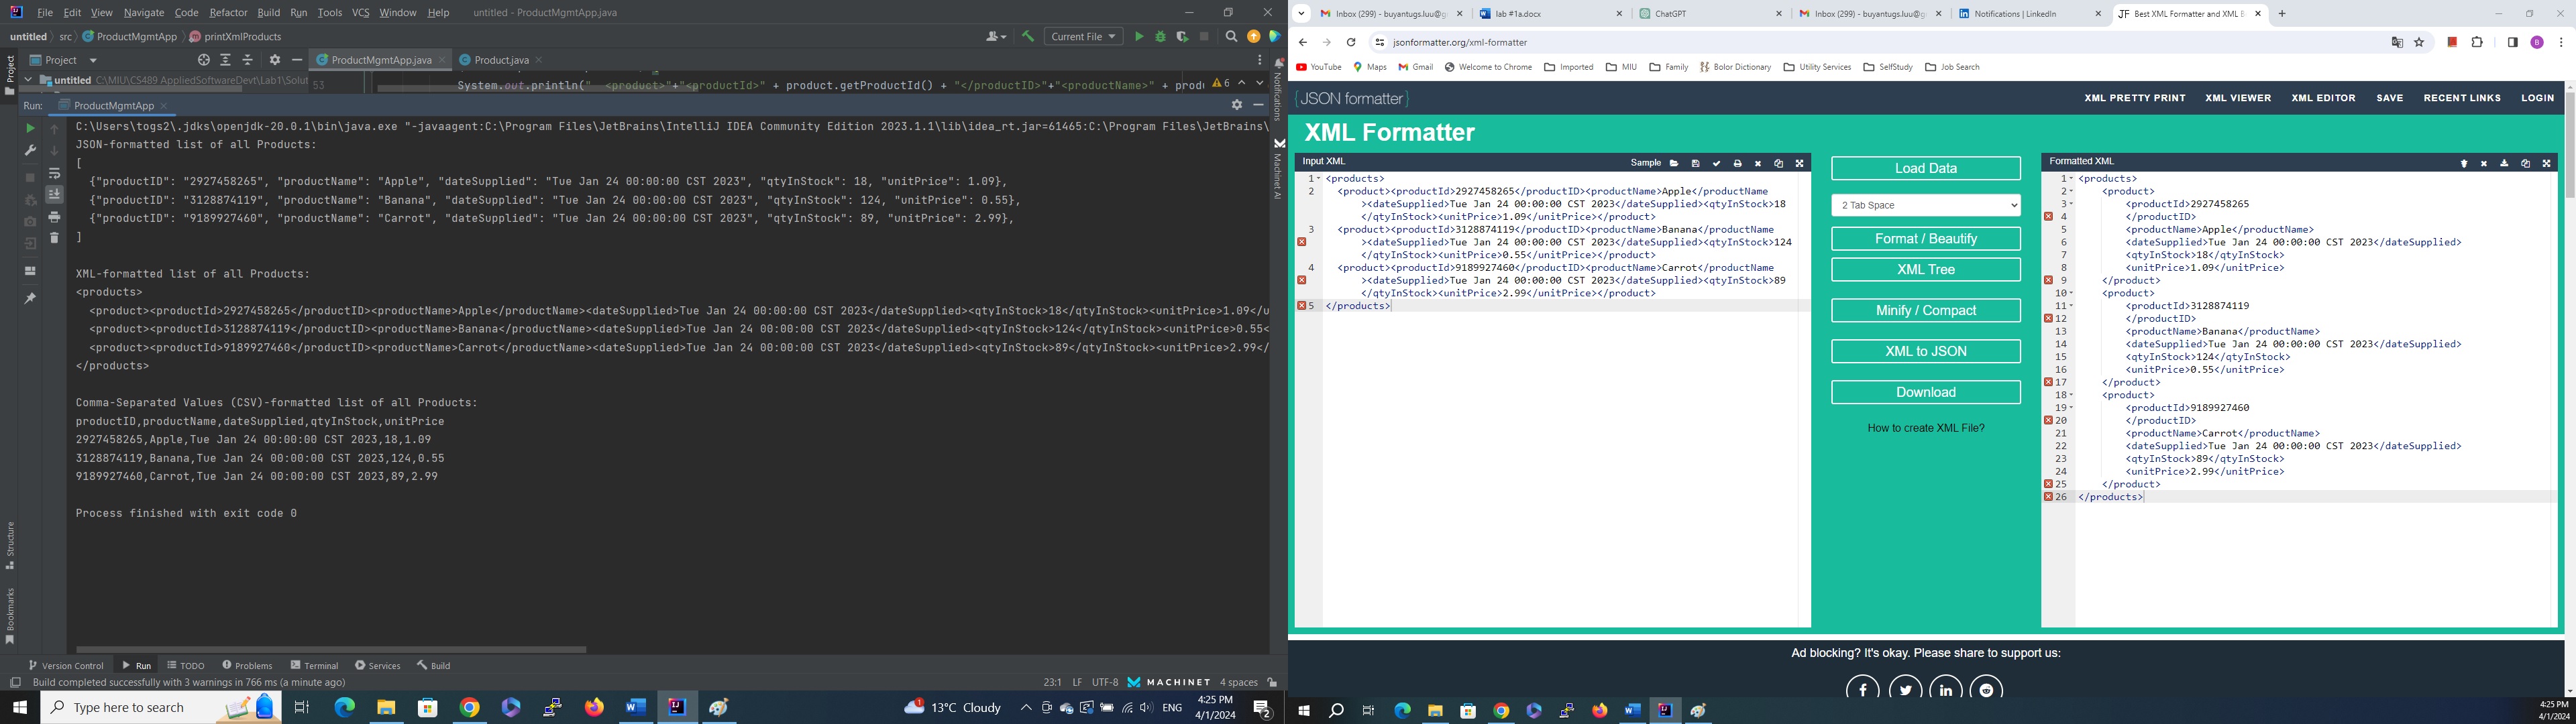 File Edit View Navigate Code Refactor Build Run Tools VCS Window Help untitled - ProductMgmtApp.java
untitled src ProductMgmtApp printXmlProducts Current File
Project ProductMgmtApp.java Product.java
untitled C:\MIU\CS489 AppliedSoftwareDevt\Lab1\Solut
53 System.out.println(" <product>"+"<productId>" + product.getProductId() + "</productID>"+"<productName>" + produ 6
Run: ProductMgmtApp
C:\Users\togs2\.jdks\openjdk-20.0.1\bin\java.exe "-javaagent:C:\Program Files\JetBrains\IntelliJ IDEA Community Edition 2023.1.1\lib\idea_rt.jar=61465:C:\Program Files\JetBrains\
JSON-formatted list of all Products:
[
{"productID": "2927458265", "productName": "Apple", "dateSupplied": "Tue Jan 24 00:00:00 CST 2023", "qtyInStock": 18, "unitPrice": 1.09},
{"productID": "3128874119", "productName": "Banana", "dateSupplied": "Tue Jan 24 00:00:00 CST 2023", "qtyInStock": 124, "unitPrice": 0.55},
{"productID": "9189927460", "productName": "Carrot", "dateSupplied": "Tue Jan 24 00:00:00 CST 2023", "qtyInStock": 89, "unitPrice": 2.99},
]
XML-formatted list of all Products:
<products>
<product><productId>2927458265</productID><productName>Apple</productName><dateSupplied>Tue Jan 24 00:00:00 CST 2023</dateSupplied><qtyInStock>18</qtyInStock><unitPrice>1.09</u
<product><productId>3128874119</productID><productName>Banana</productName><dateSupplied>Tue Jan 24 00:00:00 CST 2023</dateSupplied><qtyInStock>124</qtyInStock><unitPrice>0.55<
<product><productId>9189927460</productID><productName>Carrot</productName><dateSupplied>Tue Jan 24 00:00:00 CST 2023</dateSupplied><qtyInStock>89</qtyInStock><unitPrice>2.99</
</products>
Comma-Separated Values (CSV)-formatted list of all Products:
productID,productName,dateSupplied,qtyInStock,unitPrice
2927458265,Apple,Tue Jan 24 00:00:00 CST 2023,18,1.09
3128874119,Banana,Tue Jan 24 00:00:00 CST 2023,124,0.55
9189927460,Carrot,Tue Jan 24 00:00:00 CST 2023,89,2.99
Process finished with exit code 0
Project
Structure
Bookmarks
Notifications
Machinet AI
Version Control Run TODO Problems Terminal Services Build
Build completed successfully with 3 warnings in 766 ms (a minute ago) 23:1 LF UTF-8 MACHINET 4 spaces
Type here to search 13°C Cloudy ENG 4:25 PM
4/1/2024 2
Inbox (299) - buyantugs.luu@g lab #1a.docx ChatGPT Inbox (299) - buyantugs.luu@g Notifications | LinkedIn Best XML Formatter and XML B
jsonformatter.org/xml-formatter
YouTube Maps Gmail Welcome to Chrome Imported MIU Family Bolor Dictionary Utility Services SelfStudy Job Search
{JSON formatter} XML PRETTY PRINT XML VIEWER XML EDITOR SAVE RECENT LINKS LOGIN
XML Formatter
Input XML Sample
1 <products>
2 <product><productId>2927458265</productID><productName>Apple</productName
><dateSupplied>Tue Jan 24 00:00:00 CST 2023</dateSupplied><qtyInStock>18
</qtyInStock><unitPrice>1.09</unitPrice></product>
3 <product><productId>3128874119</productID><productName>Banana</productName
><dateSupplied>Tue Jan 24 00:00:00 CST 2023</dateSupplied><qtyInStock>124
</qtyInStock><unitPrice>0.55</unitPrice></product>
4 <product><productId>9189927460</productID><productName>Carrot</productName
><dateSupplied>Tue Jan 24 00:00:00 CST 2023</dateSupplied><qtyInStock>89
</qtyInStock><unitPrice>2.99</unitPrice></product>
5 </products>
Load Data
2 Tab Space
Format / Beautify
XML Tree
Minify / Compact
XML to JSON
Download
How to create XML File?
Formatted XML
1 <products>
2 <product>
3 <productId>2927458265
4 </productID>
5 <productName>Apple</productName>
6 <dateSupplied>Tue Jan 24 00:00:00 CST 2023</dateSupplied>
7 <qtyInStock>18</qtyInStock>
8 <unitPrice>1.09</unitPrice>
9 </product>
10 <product>
11 <productId>3128874119
12 </productID>
13 <productName>Banana</productName>
14 <dateSupplied>Tue Jan 24 00:00:00 CST 2023</dateSupplied>
15 <qtyInStock>124</qtyInStock>
16 <unitPrice>0.55</unitPrice>
17 </product>
18 <product>
19 <productId>9189927460
20 </productID>
21 <productName>Carrot</productName>
22 <dateSupplied>Tue Jan 24 00:00:00 CST 2023</dateSupplied>
23 <qtyInStock>89</qtyInStock>
24 <unitPrice>2.99</unitPrice>
25 </product>
26 </products>
Ad blocking? It's okay. Please share to support us:
4:25 PM
4/1/2024